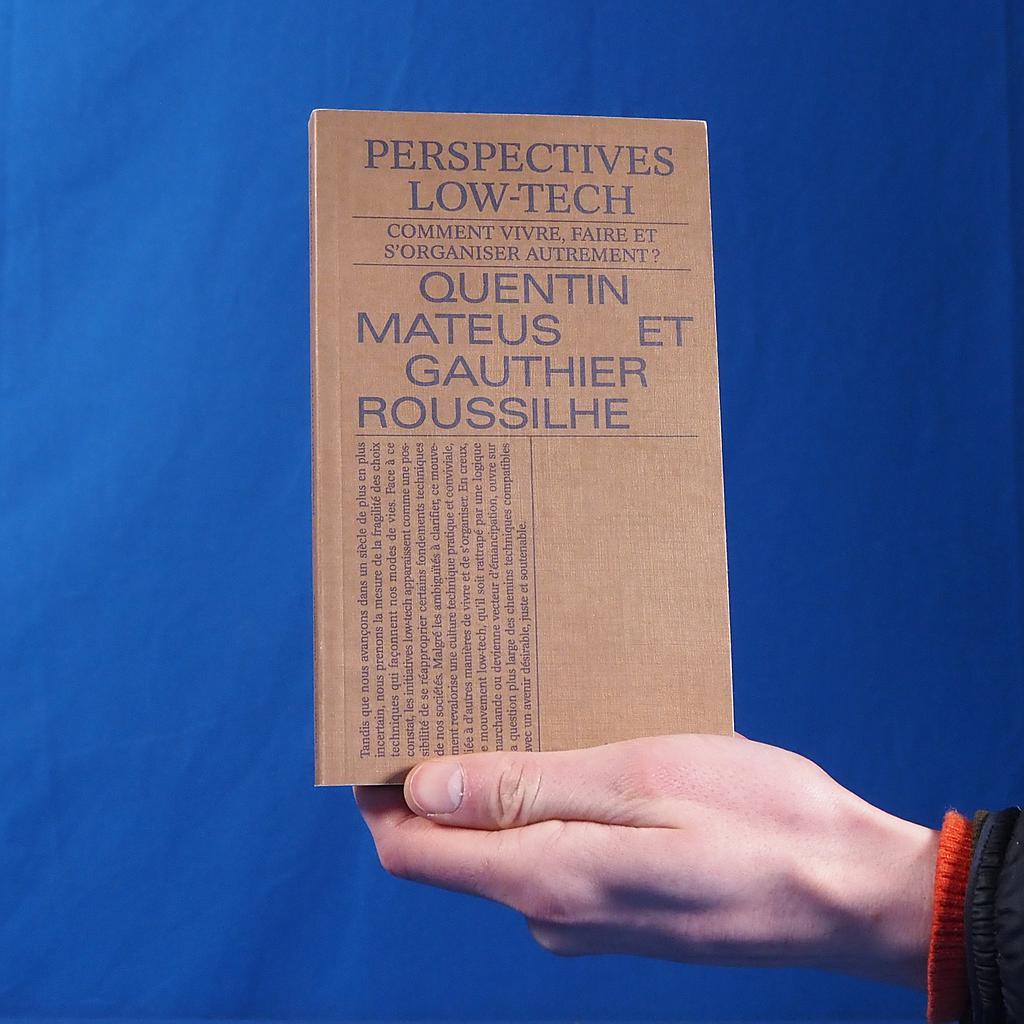 PERSPECTIVES
LOW-TECH
COMMENT VIVRE, FAIRE ET
S'ORGANISER AUTREMENT ?
QUENTIN
MATEUS ET
GAUTHIER
ROUSSILHE
Tandis que nous avançons dans un siècle de plus en plus
incertain, nous prenons la mesure de la fragilité des choix
techniques qui façonnent nos modes de vies. Face à ce
constat, les initiatives low-tech apparaissent comme une pos-
sibilité de se réapproprier certains fondements techniques
de nos sociétés. Malgré les ambiguïtés à clarifier, ce mouve-
ment revalorise une culture technique pratique et conviviale,
liée à d'autres manières de vivre et de s'organiser. En creux,
e mouvement low-tech, qu'il soit rattrapé par une logique
marchande ou devienne vecteur d'émancipation, ouvre sur
a question plus large des chemins techniques compatibles
avec un avenir désirable, juste et soutenable.